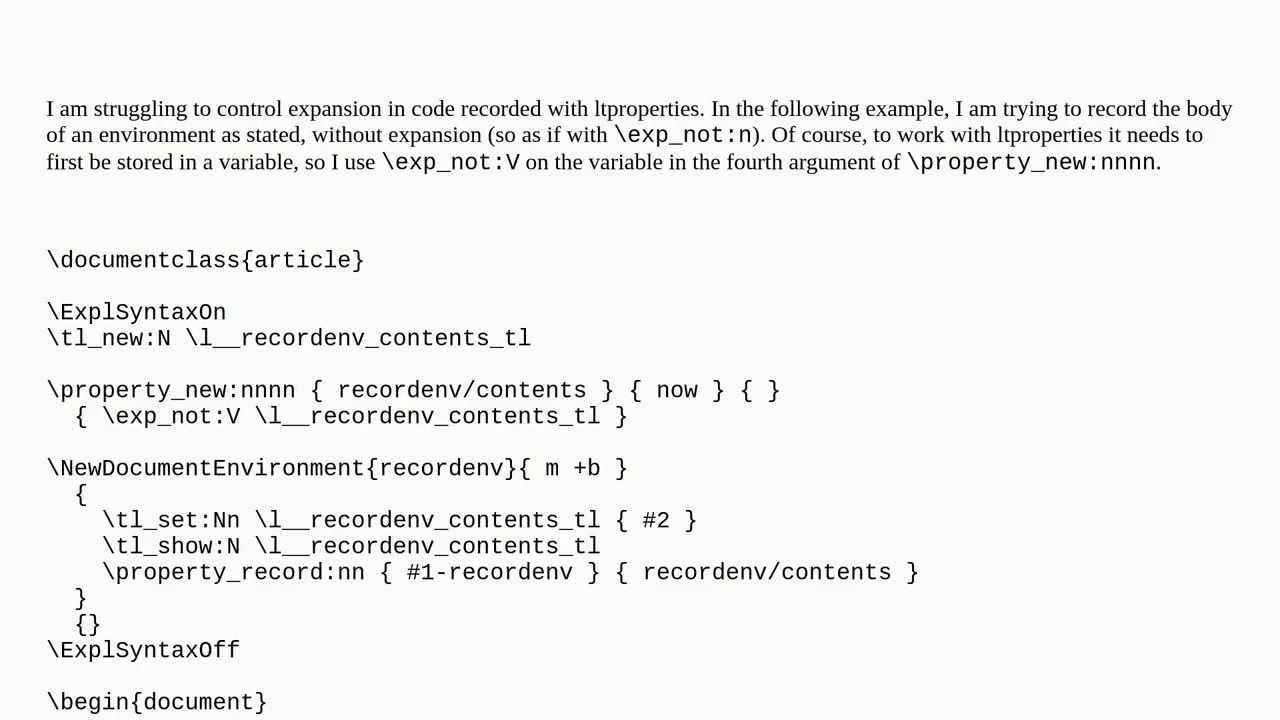 I am struggling to control expansion in code recorded with ltproperties. In the following example, I am trying to record the body
of an environment as stated, without expansion (so as if with \exp_not:n). Of course, to work with ltproperties it needs to
first be stored in a variable, so I use \exp_not:V on the variable in the fourth argument of \property_new:nnnn.
\documentclass{article}
\ExplSyntaxOn
\tl_new:N \l__recordenv_contents_tl
\property_new:nnnn { recordenv/contents } { now } { }
  { \exp_not:V \l__recordenv_contents_tl }
\NewDocumentEnvironment{recordenv}{ m +b }
  {
    \tl_set:Nn \l__recordenv_contents_tl { #2 }
    \tl_show:N \l__recordenv_contents_tl
    \property_record:nn { #1-recordenv } { recordenv/contents }
  }
  {}
\ExplSyntaxOff
\begin{document}